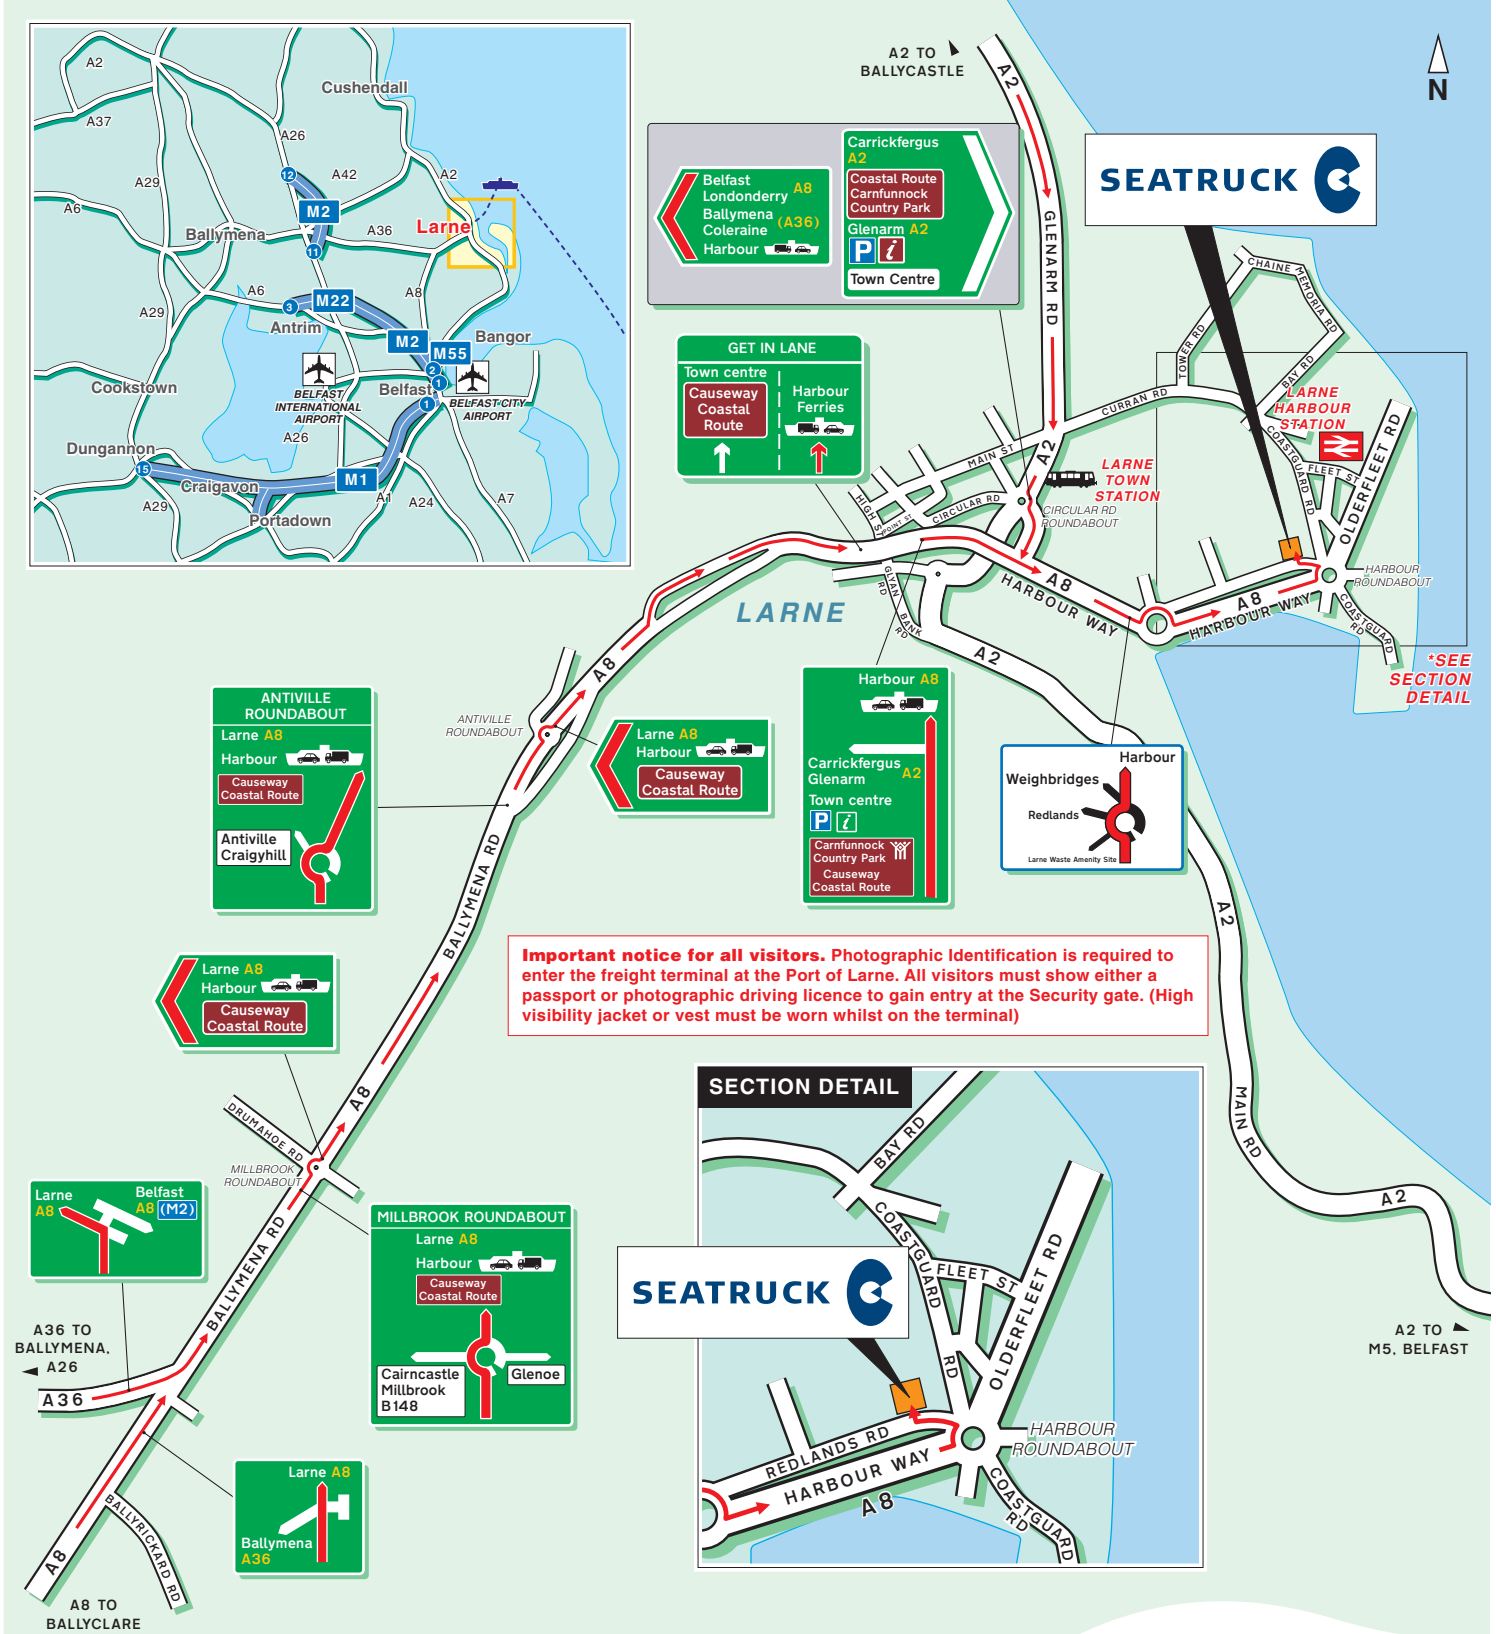 A2
A37
A29
A6
A26
Cushendall
12
A42
A2
M2
Larne
Ballymena
A36
11
A6
M22
A8
3
A29
Antrim
M2
M55
Bangor
2
1
Cookstown
BELFAST
INTERNATIONAL
AIRPORT
Belfast
1
BELFAST CITY
AIRPORT
A26
Dungannon
15
Craigavon
M1
A1
A24
A7
A29
Portadown
A2 TO
BALLYCASTLE
A2
N
SEATRUCK
Belfast
Londonderry
A8
Ballymena
Coleraine
(A36)
Harbour
Carrickfergus
A2
Coastal Route
Carnfunnock
Country Park
Glenarm A2
P i
Town Centre
GLENARM RD
GET IN LANE
Town centre
Causeway
Coastal
Route
Harbour
Ferries
CHAINE MEMORIA RD
TOWER RD
BAY RD
CURRAN RD
LARNE
HARBOUR
STATION
COASTGUARD RD
FLEET ST
OLDERFLEET RD
MAIN ST
A2
LARNE
TOWN
STATION
HIGH ST
POINT ST
CIRCULAR RD
CIRCULAR RD
ROUNDABOUT
GLYNN
RD
BANK
RD
A8
HARBOUR WAY
A8
HARBOUR WAY
HARBOUR
ROUNDABOUT
COASTGUARD
RD
LARNE
A2
*SEE
SECTION
DETAIL
ANTIVILLE
ROUNDABOUT
Larne A8
Harbour
Causeway
Coastal Route
Antiville
Craigyhill
ANTIVILLE
ROUNDABOUT
A8
Larne A8
Harbour
Causeway
Coastal Route
Harbour A8
Carrickfergus
Glenarm
A2
Town centre
P i
Carnfunnock
Country Park
Causeway
Coastal Route
Harbour
Weighbridges
Redlands
Larne Waste Amenity Site
BALLYMENA RD
A2
Important notice for all visitors. Photographic Identification is required to
enter the freight terminal at the Port of Larne. All visitors must show either a
passport or photographic driving licence to gain entry at the Security gate. (High
visibility jacket or vest must be worn whilst on the terminal)
Larne A8
Harbour
Causeway
Coastal Route
A8
DRUMAHOE RD
MILLBROOK
ROUNDABOUT
MAIN RD
A2
Larne
A8
Belfast
A8 (M2)
BALLYMENA RD
MILLBROOK ROUNDABOUT
Larne A8
Harbour
Causeway
Coastal Route
Cairncastle
Millbrook
B148
Glenoe
A36 TO
BALLYMENA,
A26
A36
A2 TO
M5, BELFAST
Larne A8
Ballymena
A36
BALLYRICKARD RD
A8
A8 TO
BALLYCLARE
SECTION DETAIL
BAY RD
COASTGUARD
RD
FLEET ST
OLDERFLEET RD
SEATRUCK
REDLANDS RD
HARBOUR WAY
A8
HARBOUR
ROUNDABOUT
COASTGUARD
RD